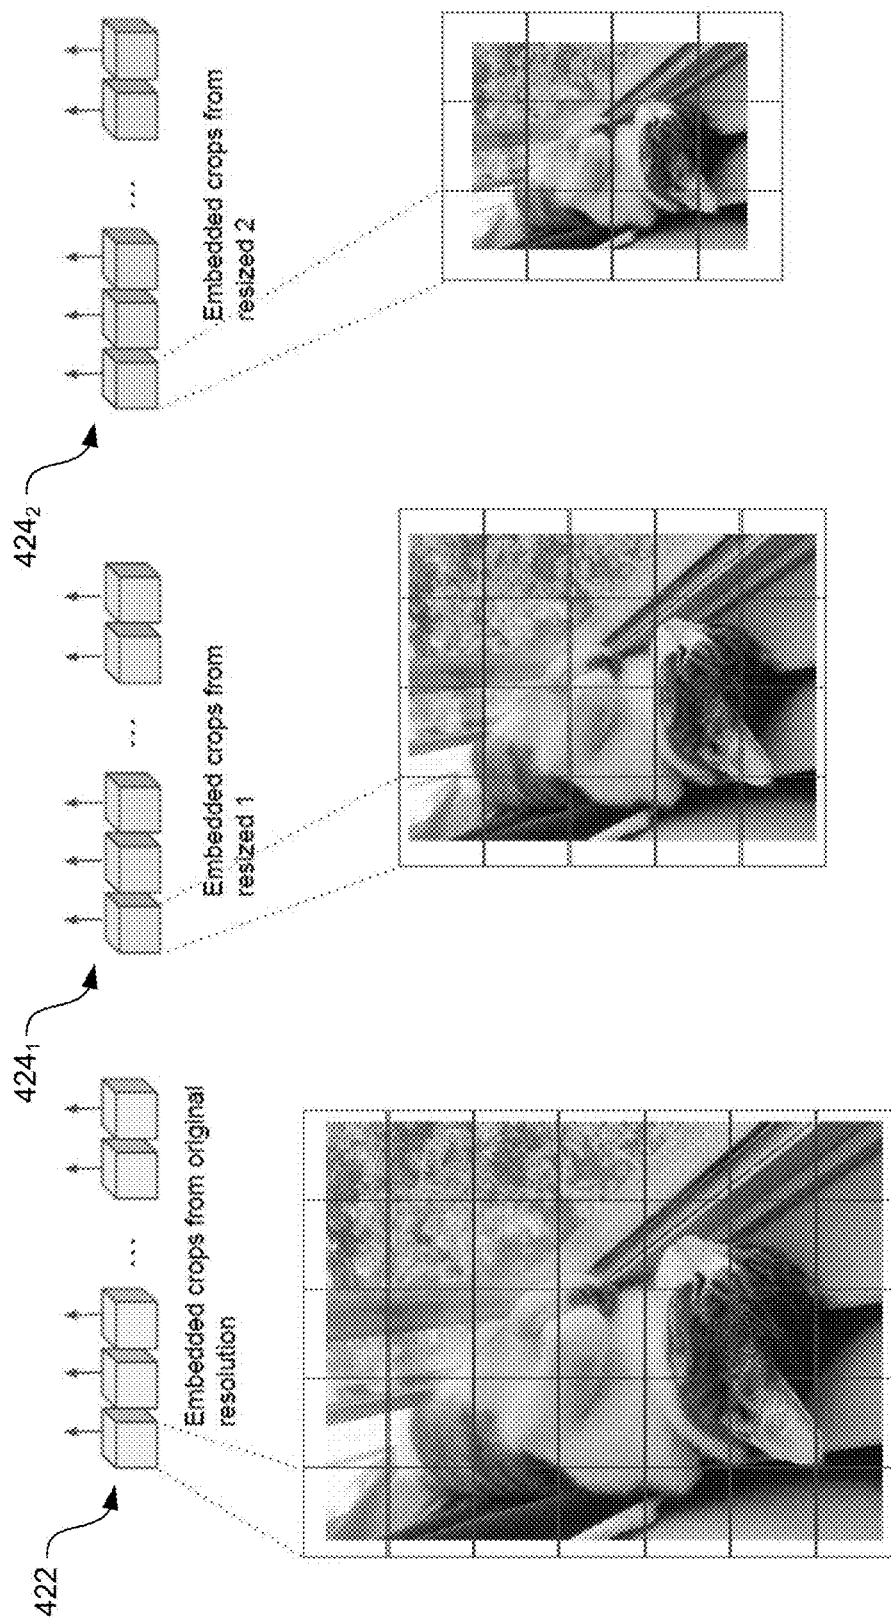 422
424₁
424₂
...
...
...
Embedded crops from original
resolution
Embedded crops from
resized 1
Embedded crops from
resized 2